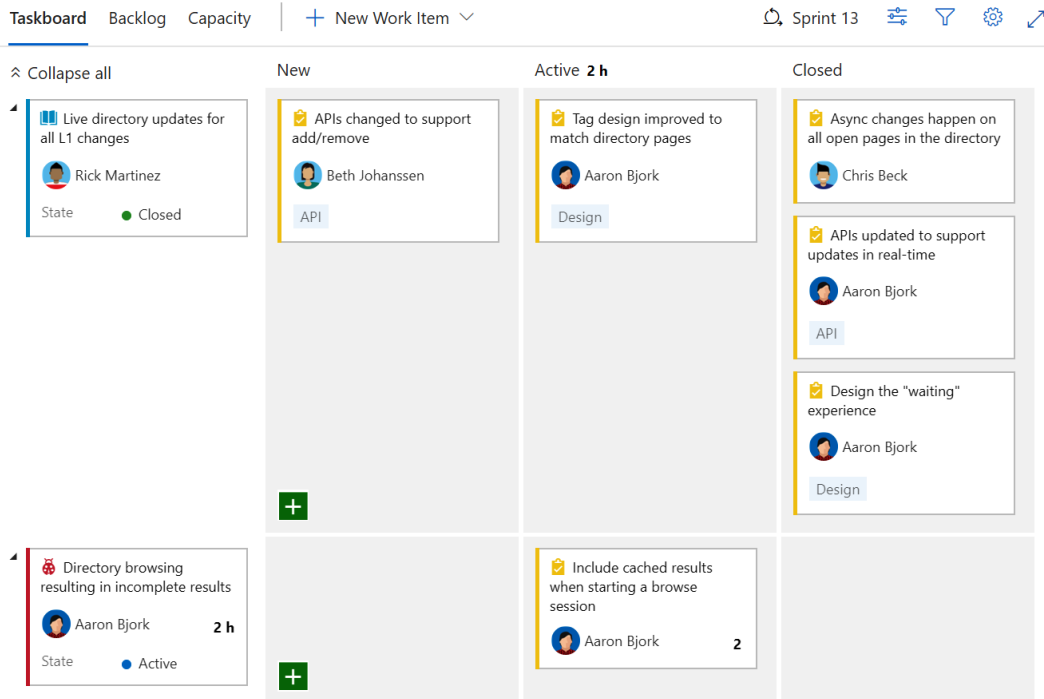 Taskboard Backlog Capacity New Work Item Sprint 13
Collapse all New Active 2 h Closed
Live directory updates for
all L1 changes
Rick Martinez
State Closed
APIs changed to support
add/remove
Beth Johanssen
API
Tag design improved to
match directory pages
Aaron Bjork
Design
Async changes happen on
all open pages in the directory
Chris Beck
APIs updated to support
updates in real-time
Aaron Bjork
API
Design the "waiting"
experience
Aaron Bjork
Design
Directory browsing
resulting in incomplete results
Aaron Bjork 2 h
State Active
Include cached results
when starting a browse
session
Aaron Bjork 2